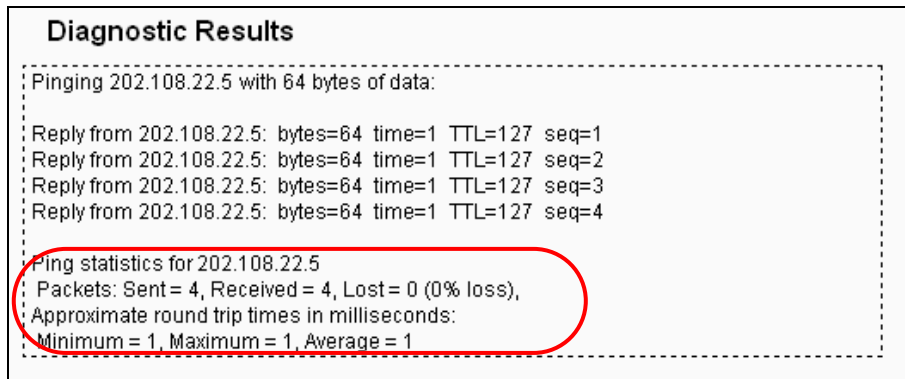 Diagnostic Results
Pinging 202.108.22.5 with 64 bytes of data:
Reply from 202.108.22.5: bytes=64 time=1 TTL=127 seq=1
Reply from 202.108.22.5: bytes=64 time=1 TTL=127 seq=2
Reply from 202.108.22.5: bytes=64 time=1 TTL=127 seq=3
Reply from 202.108.22.5: bytes=64 time=1 TTL=127 seq=4
Ping statistics for 202.108.22.5
Packets: Sent = 4, Received = 4, Lost = 0 (0% loss),
Approximate round trip times in milliseconds:
Minimum = 1, Maximum = 1, Average = 1